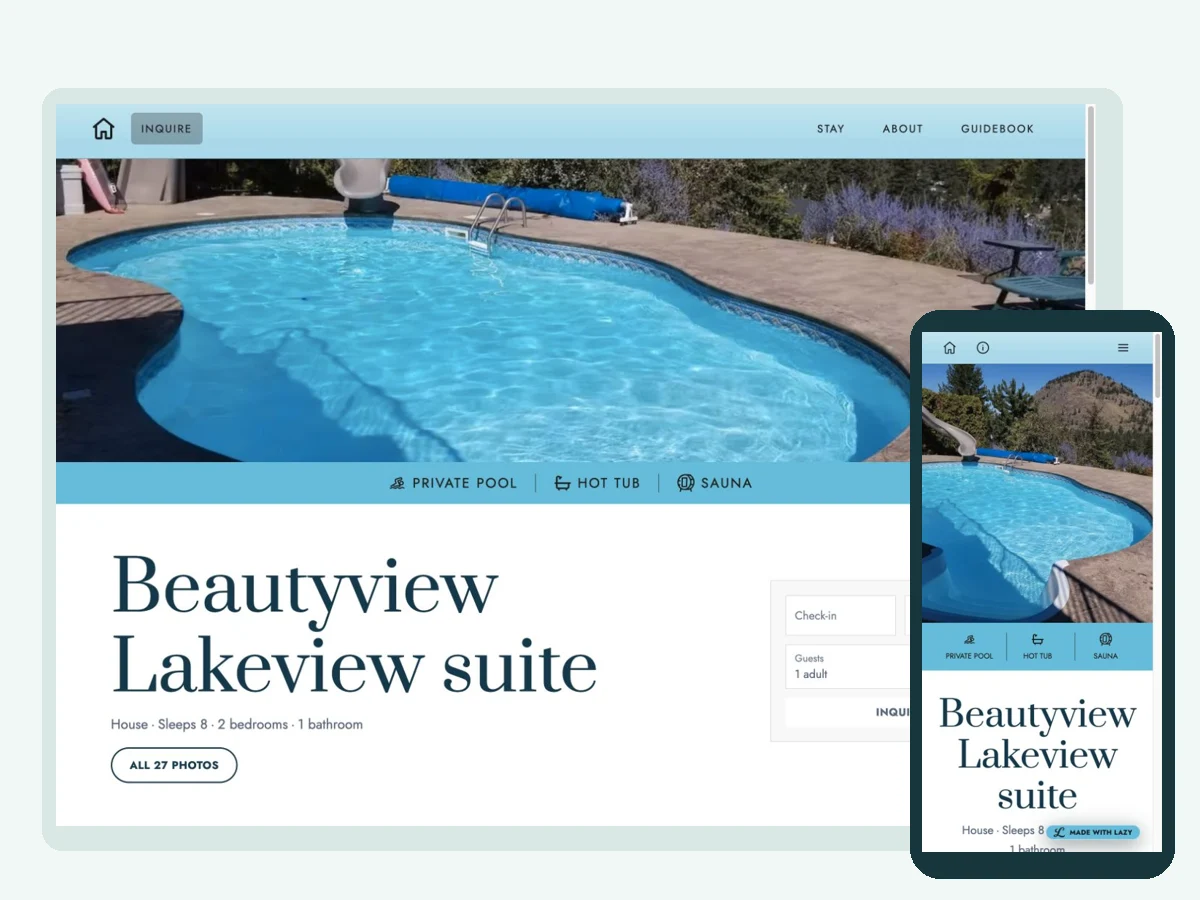 INQUIRE
STAY
ABOUT
GUIDEBOOK
PRIVATE POOL
HOT TUB
SAUNA
Beautyview
Lakeview suite
House · Sleeps 8 · 2 bedrooms · 1 bathroom
ALL 27 PHOTOS
Check-in
Guests
1 adult
INQUI
PRIVATE POOL
HOT TUB
SAUNA
Beautyview
Lakeview
suite
House · Sleeps 8
MADE WITH LAZY
1 bathroom